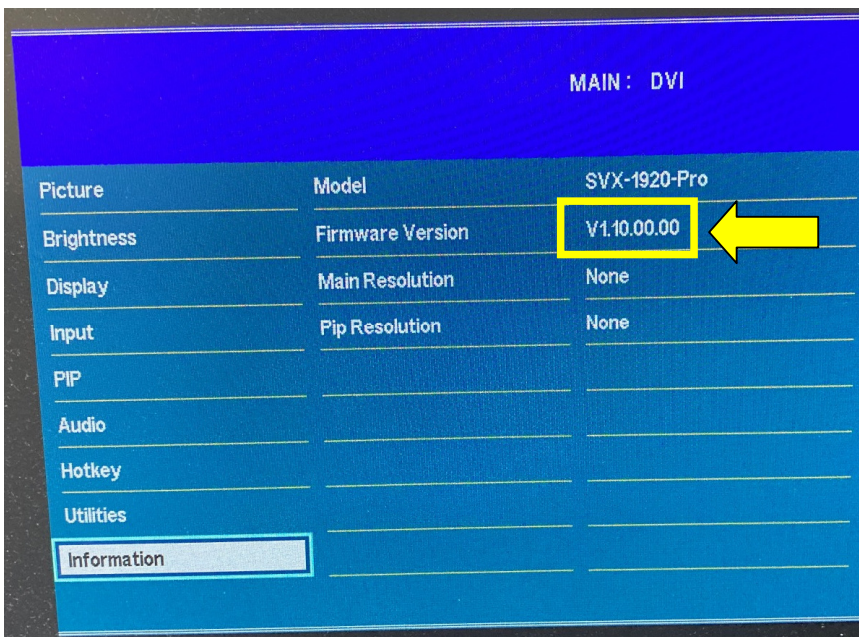 MAIN : DVI
Picture Model SVX-1920-Pro
Brightness Firmware Version V1.10.00.00
Display Main Resolution None
Input Pip Resolution None
PIP
Audio
Hotkey
Utilities
Information